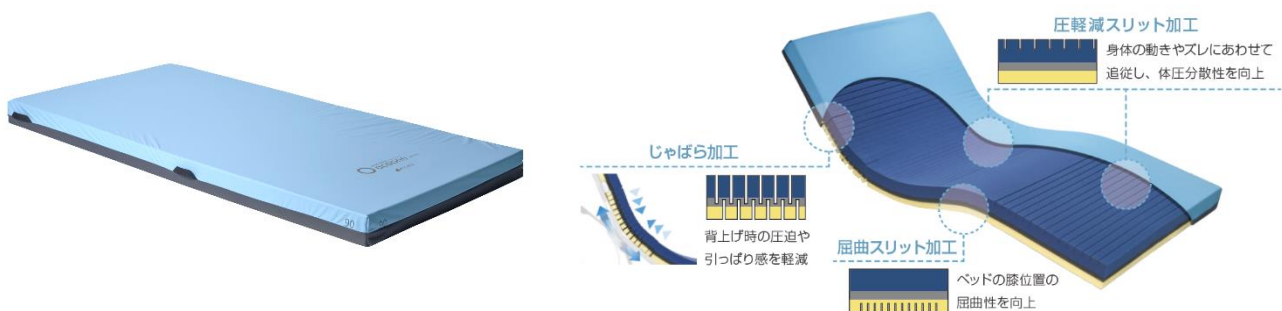 90
圧軽減スリット加工
身体の動きやズレにあわせて
追従し、体圧分散性を向上
じゃばら加工
背上げ時の圧迫や
引っぱり感を軽減
屈曲スリット加工
ベッドの膝位置の
屈曲性を向上